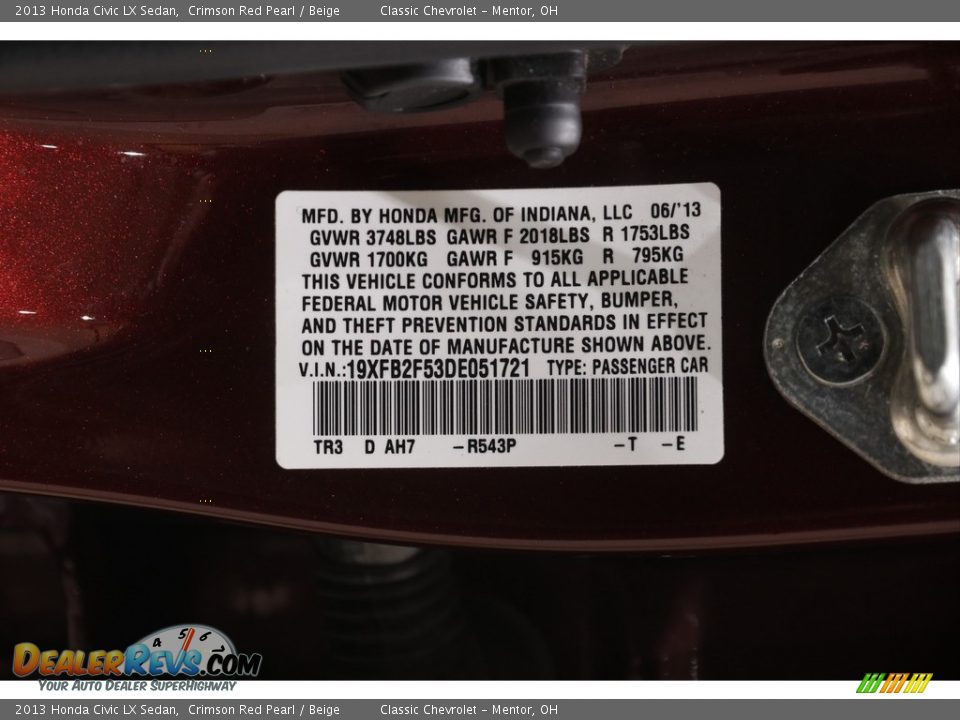 2013 Honda Civic LX Sedan, Crimson Red Pearl / Beige Classic Chevrolet – Mentor, OH
MFD. BY HONDA MFG. OF INDIANA, LLC 06/'13
GVWR 3748LBS GAWR F 2018LBS R 1753LBS
GVWR 1700KG GAWR F 915KG R 795KG
THIS VEHICLE CONFORMS TO ALL APPLICABLE
FEDERAL MOTOR VEHICLE SAFETY, BUMPER,
AND THEFT PREVENTION STANDARDS IN EFFECT
ON THE DATE OF MANUFACTURE SHOWN ABOVE.
V.I.N.:19XFB2F53DE051721 TYPE: PASSENGER CAR
TR3 D AH7 –R543P –T –E
4 5 6
DEALERREVS.COM
YOUR AUTO DEALER SUPERHIGHWAY
2013 Honda Civic LX Sedan, Crimson Red Pearl / Beige Classic Chevrolet – Mentor, OH